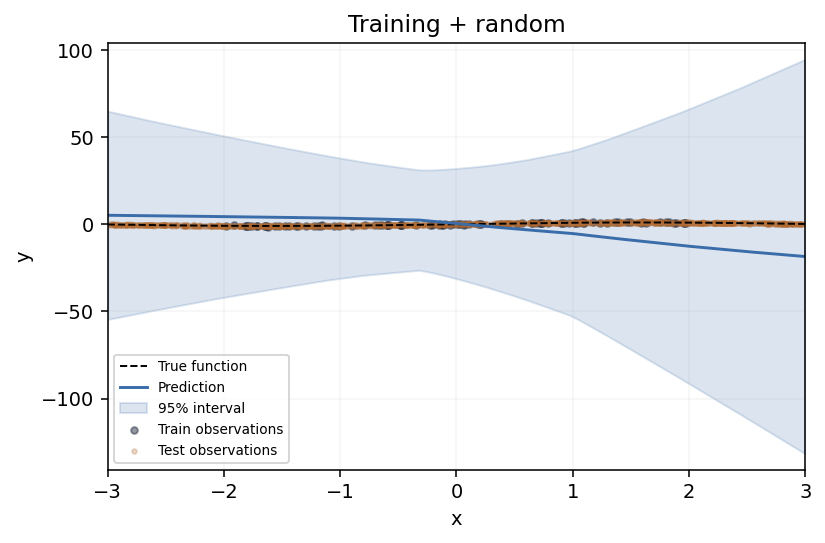 Training + random
100
50
0
−50
−100
y
True function
Prediction
95% interval
Train observations
Test observations
−3
−2
−1
0
1
2
3
x